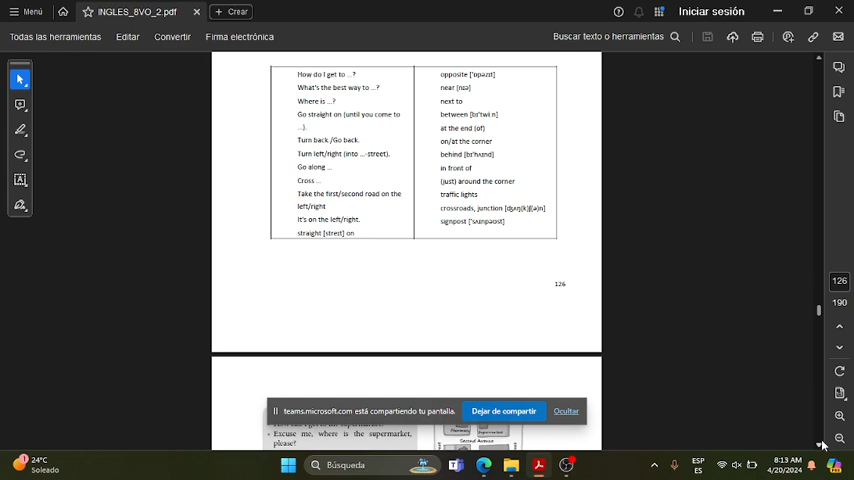 Menú
INGLES_8VO_2.pdf
Crear
Iniciar sesión
Todas las herramientas
Editar
Convertir
Firma electrónica
Buscar texto o herramientas
How do I get to ...?
What's the best way to ...?
Where is ...?
Go straight on (until you come to
...).
Turn back./Go back.
Turn left/right (into ...-street).
Go along ...
Cross ...
Take the first/second road on the
left/right
It's on the left/right.
straight [streɪt] on
opposite ['ɒpəzɪt]
near [nɪə]
next to
between [bɪ'twiːn]
at the end (of)
on/at the corner
behind [bɪ'haɪnd]
in front of
(just) around the corner
traffic lights
crossroads, junction [dʒʌŋ(k)ʃ(ə)n]
signpost ['saɪnpəʊst]
126
126
190
teams.microsoft.com está compartiendo tu pantalla.
Dejar de compartir
Ocultar
• Excuse me, where is the supermarket,
please?
Second Avenue
24°C
Soleado
Búsqueda
ESP
ES
8:13 AM
4/20/2024